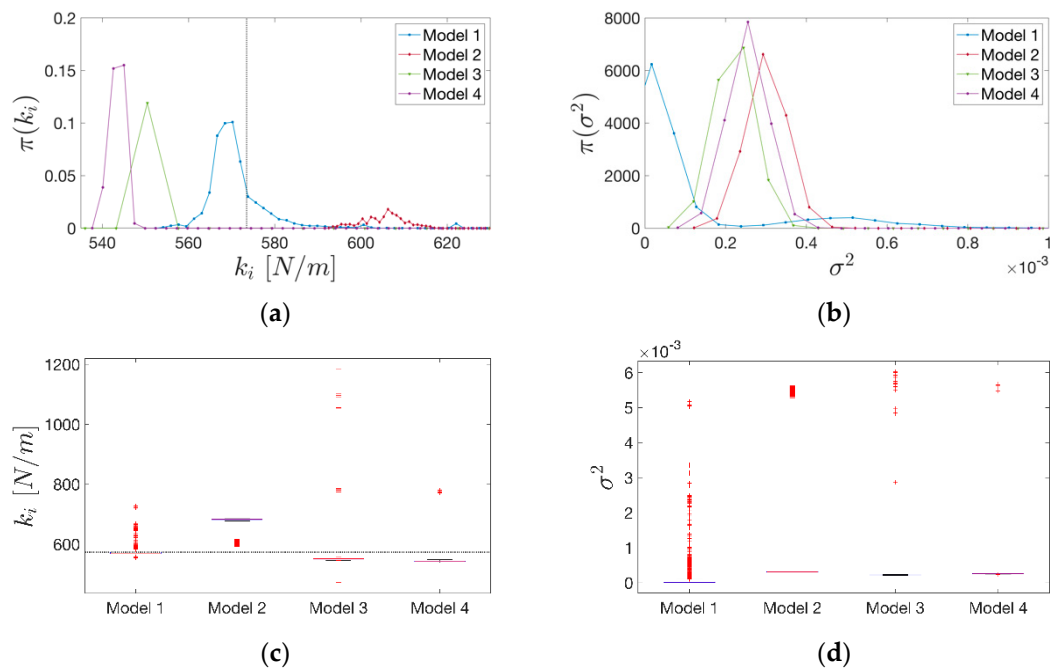 0.2
0.15
0.1
0.05
0
π(k_i)
540 560 580 600 620
k_i [N/m]
Model 1
Model 2
Model 3
Model 4
(a)
8000
6000
4000
2000
0
π(σ²)
0 0.2 0.4 0.6 0.8 1
×10⁻³
σ²
Model 1
Model 2
Model 3
Model 4
(b)
1200
1000
800
600
k_i [N/m]
Model 1 Model 2 Model 3 Model 4
(c)
×10⁻³
6
5
4
3
2
1
0
σ²
Model 1 Model 2 Model 3 Model 4
(d)